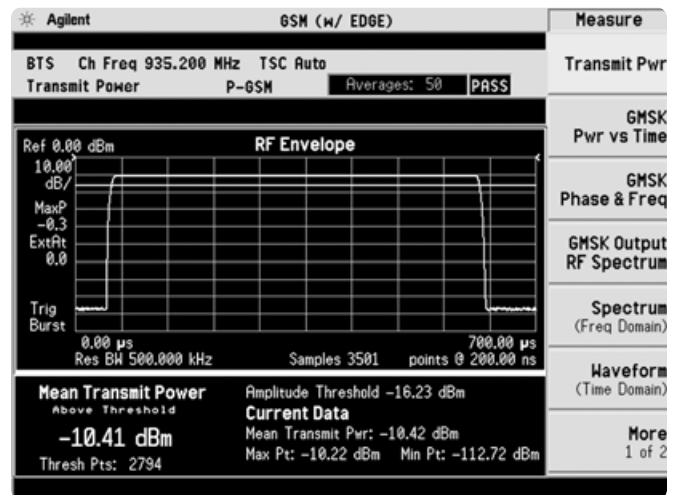 Agilent
GSM (w/ EDGE)
Measure
BTS Ch Freq 935.200 MHz TSC Auto
Transmit Power P-GSM Averages: 50 PASS
Transmit Pwr
GMSK
Pwr vs Time
GMSK
Phase & Freq
GMSK Output
RF Spectrum
Spectrum
(Freq Domain)
Waveform
(Time Domain)
More
1 of 2
Ref 0.00 dBm RF Envelope
10.00
dB/
MaxP
-0.3
ExtAt
0.0
Trig
Burst
0.00 µs 700.00 µs
Res BW 500.000 kHz Samples 3501 points @ 200.00 ns
Mean Transmit Power
Above Threshold
-10.41 dBm
Thresh Pts: 2794
Amplitude Threshold -16.23 dBm
Current Data
Mean Transmit Pwr: -10.42 dBm
Max Pt: -10.22 dBm Min Pt: -112.72 dBm